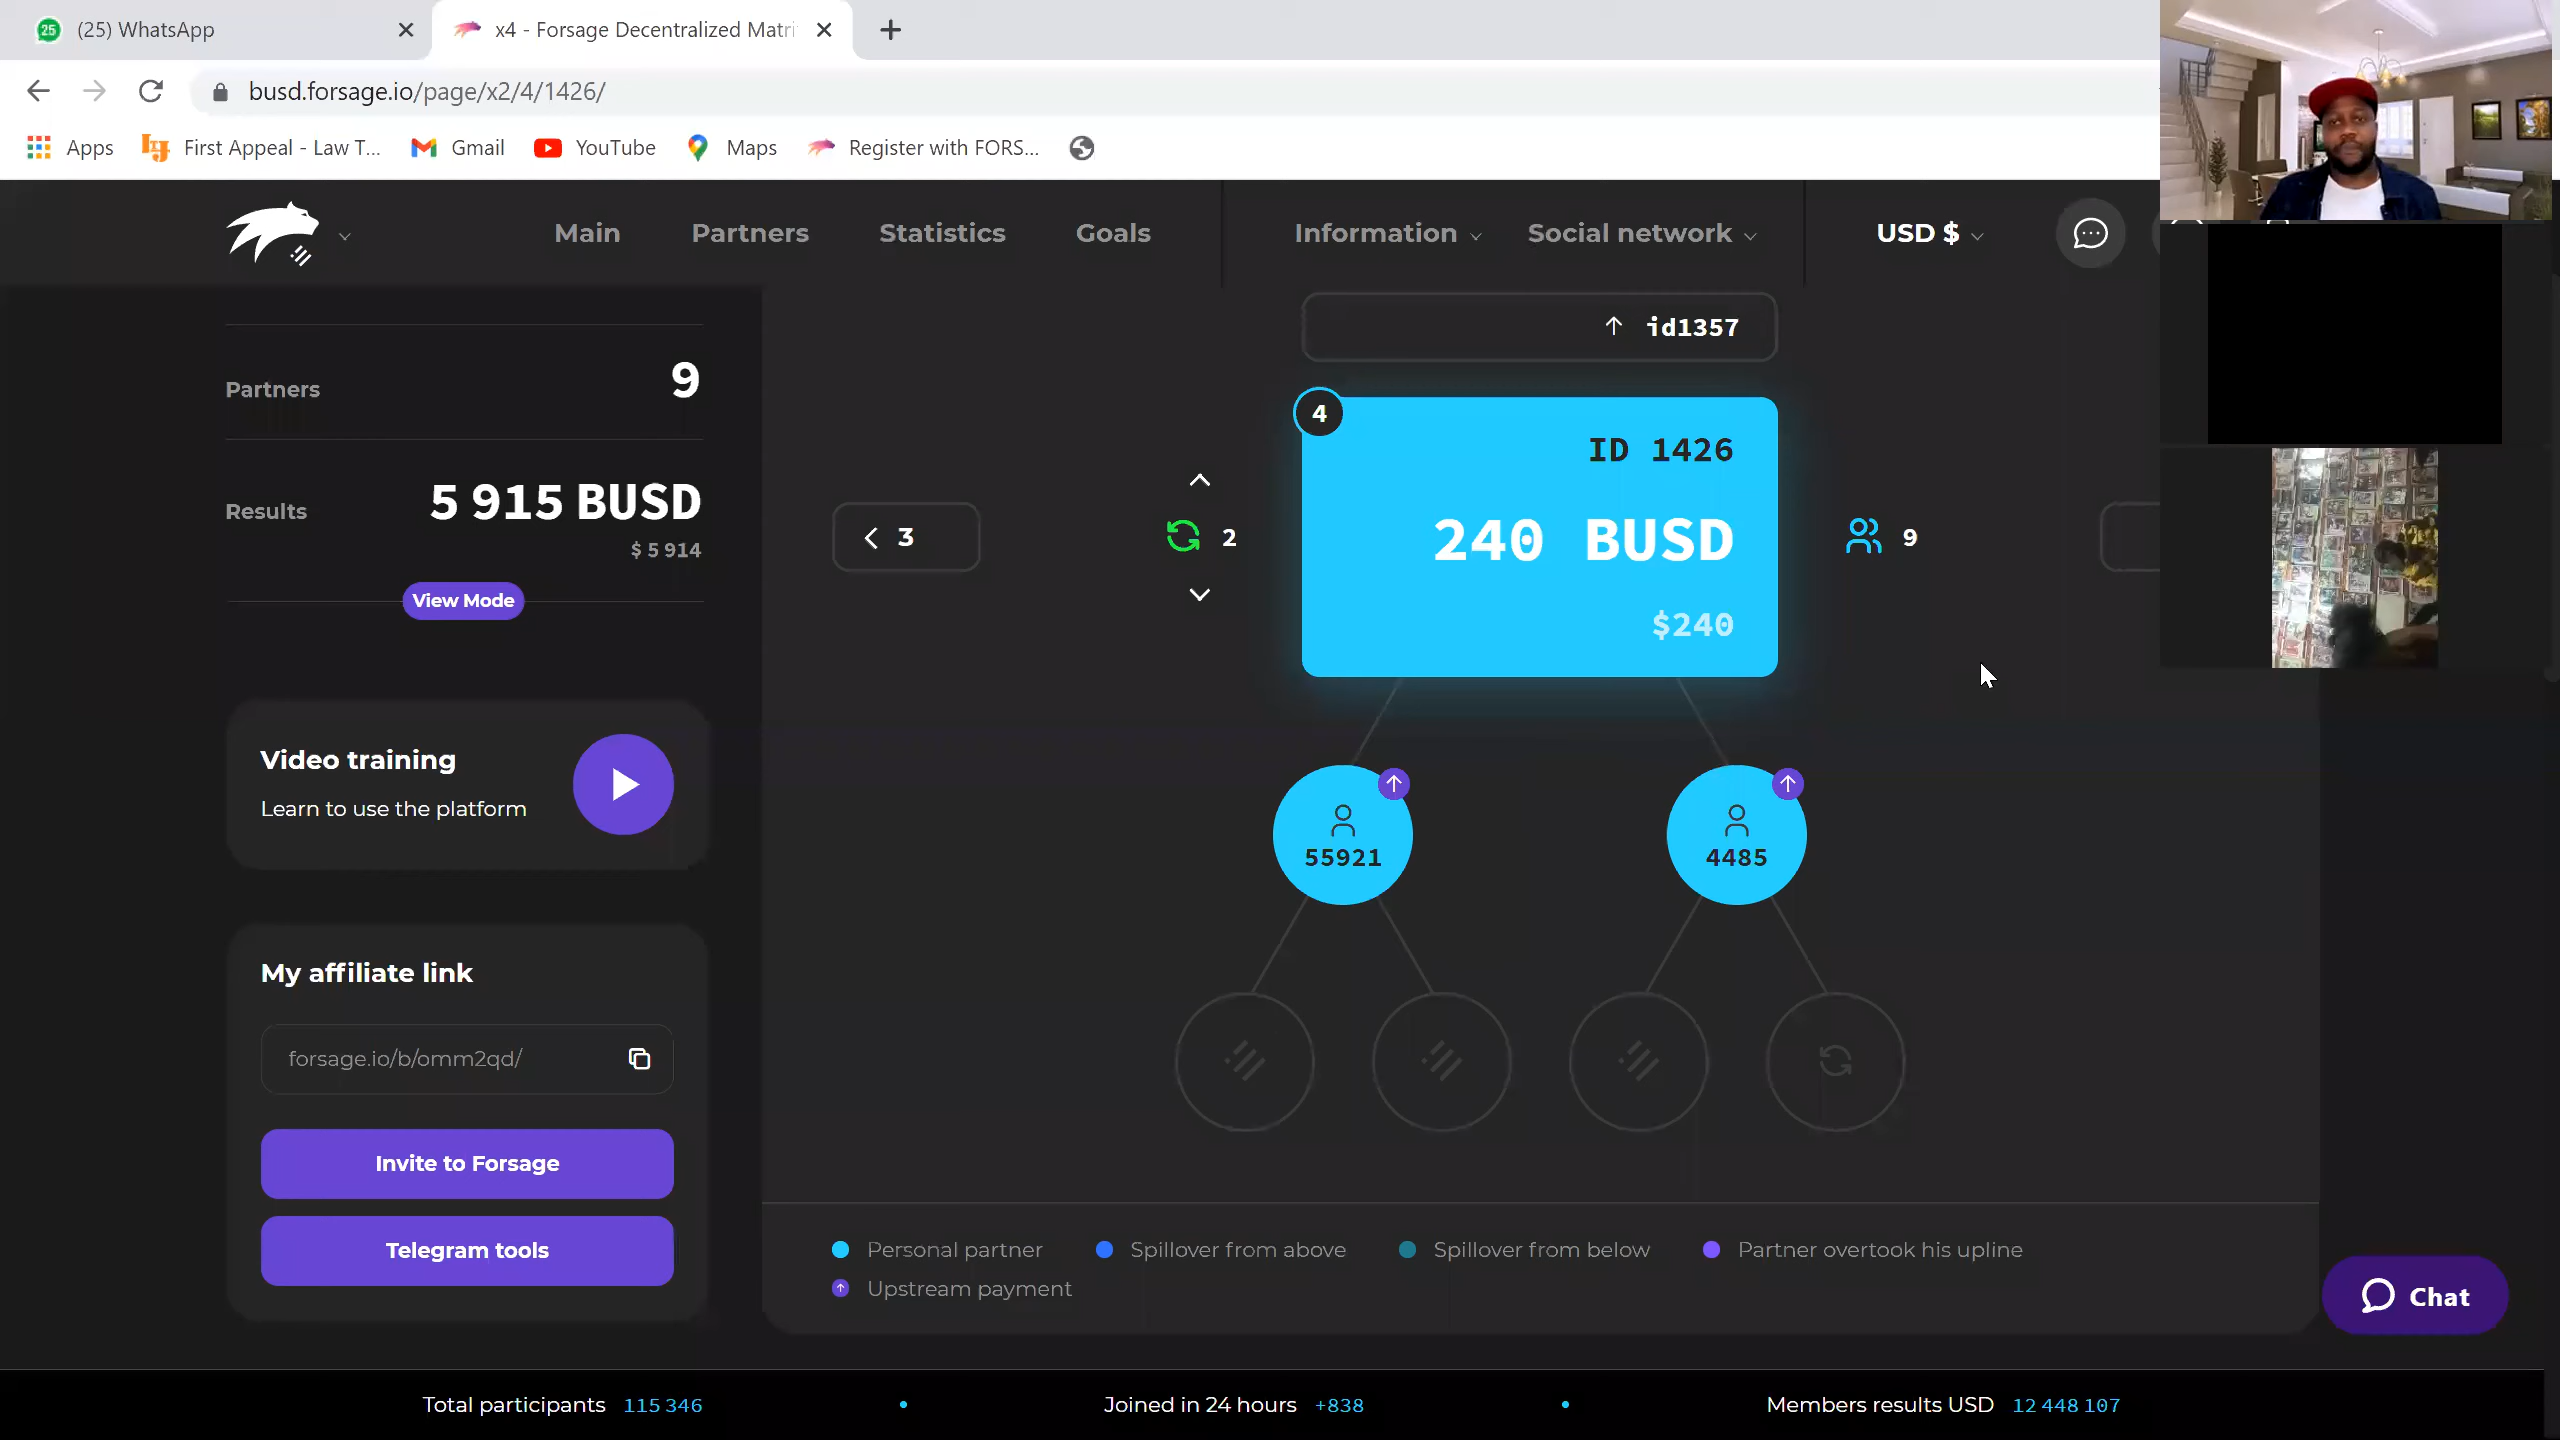 25 (25) WhatsApp
x4 - Forsage Decentralized Matri
busd.forsage.io/page/x2/4/1426/
Apps
First Appeal - Law T...
Gmail
YouTube
Maps
Register with FORS...
Main
Partners
Statistics
Goals
Information
Social network
USD $
Partners
9
Results
5 915 BUSD
$ 5 914
View Mode
Video training
Learn to use the platform
My affiliate link
forsage.io/b/omm2qd/
Invite to Forsage
Telegram tools
id1357
4
ID 1426
240 BUSD
$240
3
2
9
55921
4485
Personal partner
Spillover from above
Spillover from below
Partner overtook his upline
Upstream payment
Chat
Total participants 115 346
Joined in 24 hours +838
Members results USD 12 448 107